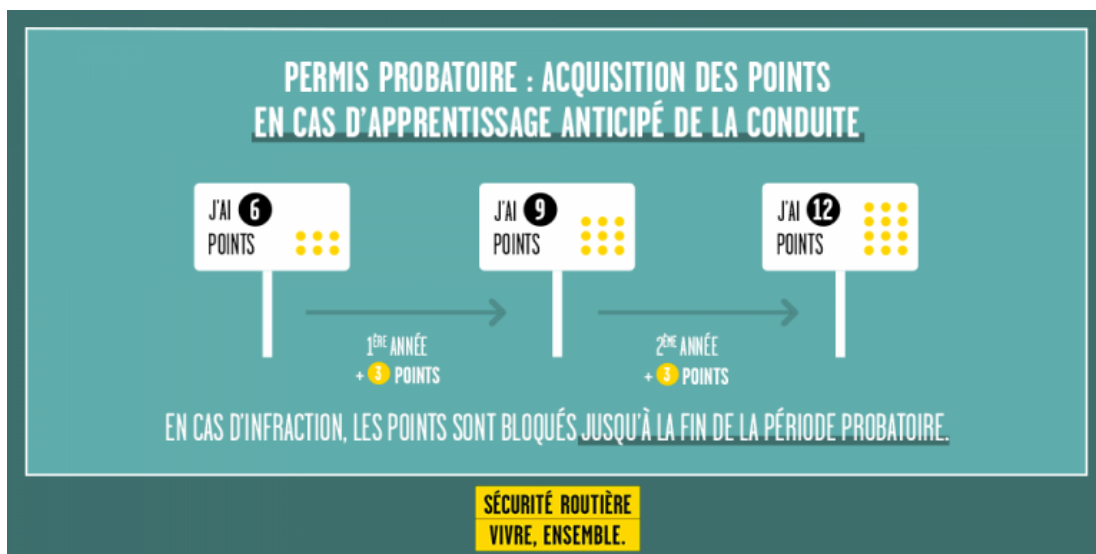 PERMIS PROBATOIRE : ACQUISITION DES POINTS
EN CAS D'APPRENTISSAGE ANTICIPÉ DE LA CONDUITE
J'AI 6
POINTS
J'AI 9
POINTS
J'AI 12
POINTS
1ÈRE ANNÉE
+ 3 POINTS
2ÈME ANNÉE
+ 3 POINTS
EN CAS D'INFRACTION, LES POINTS SONT BLOQUÉS JUSQU'À LA FIN DE LA PÉRIODE PROBATOIRE.
SÉCURITÉ ROUTIÈRE
VIVRE, ENSEMBLE.